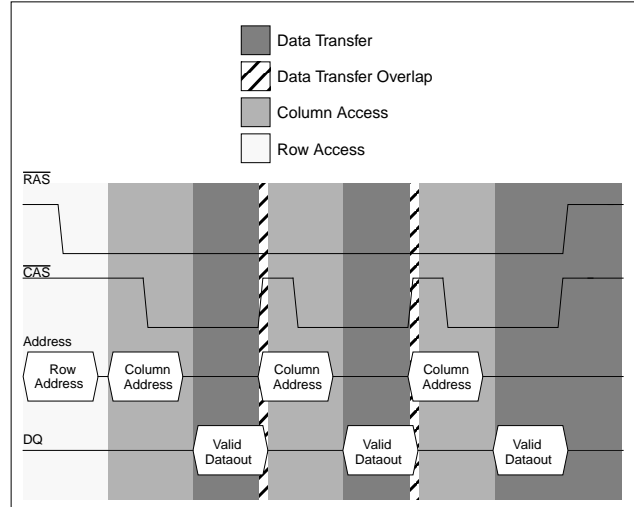 Data Transfer
Data Transfer Overlap
Column Access
Row Access
RAS
CAS
Address
Row
Address
Column
Address
Column
Address
Column
Address
DQ
Valid
Dataout
Valid
Dataout
Valid
Dataout